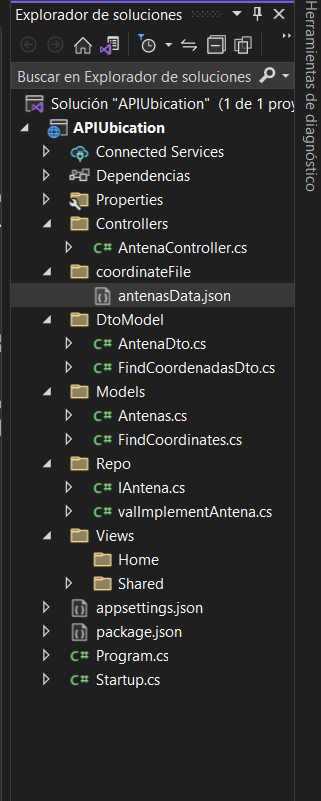 Explorador de soluciones
Buscar en Explorador de soluciones
Solución "APIUbication" (1 de 1 proy
APIUbication
Connected Services
Dependencias
Properties
Controllers
C# AntenaController.cs
coordinateFile
antenasData.json
DtoModel
C# AntenaDto.cs
C# FindCoordenadasDto.cs
Models
C# Antenas.cs
C# FindCoordinates.cs
Repo
C# IAntena.cs
C# valImplementAntena.cs
Views
Home
Shared
appsettings.json
package.json
C# Program.cs
C# Startup.cs
Herramientas de diagnóstico